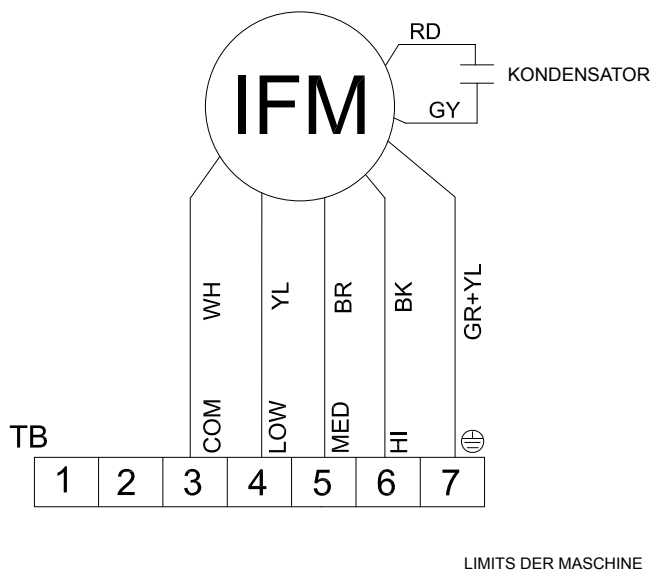 RD
IFM
KONDENSATOR
GY
WH
YL
BR
BK
GR+YL
COM
LOW
MED
HI
TB
1 2 3 4 5 6 7
LIMITS DER MASCHINE